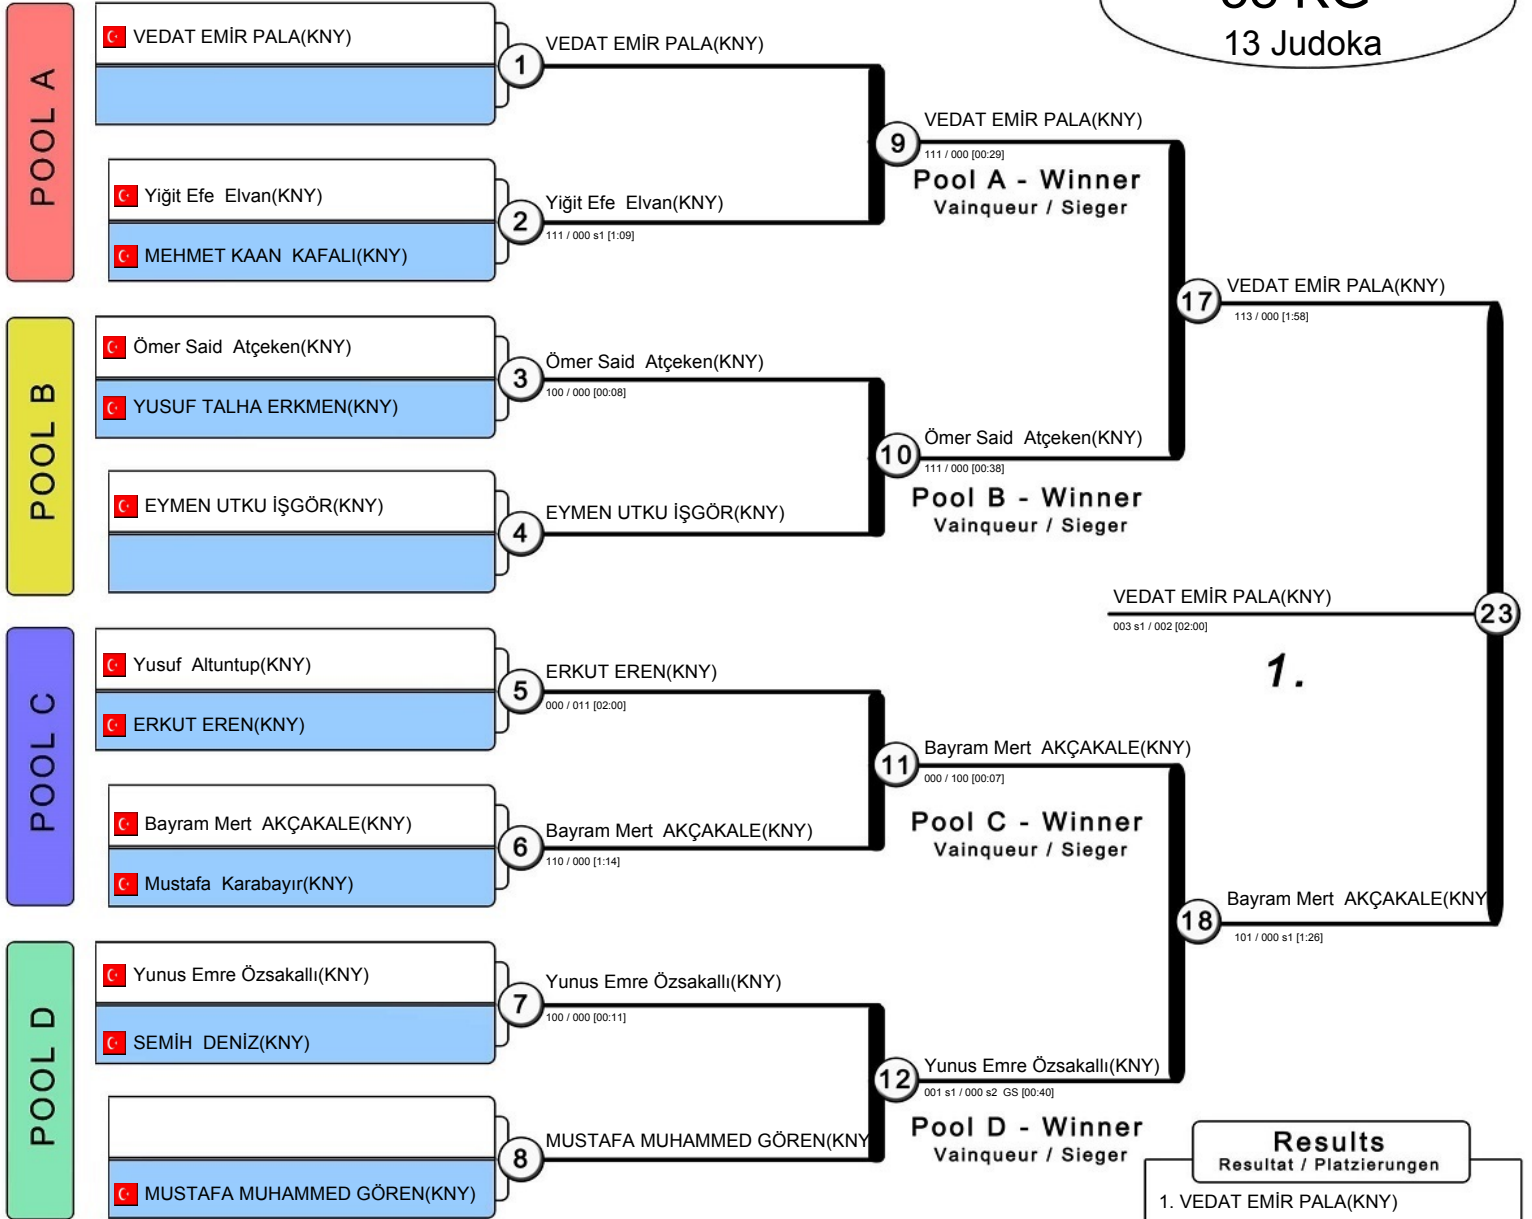 13 Judoka
POOL A
VEDAT EMİR PALA(KNY)
1
VEDAT EMİR PALA(KNY)
Yiğit Efe Elvan(KNY)
MEHMET KAAN KAFALI(KNY)
2
Yiğit Efe Elvan(KNY)
111 / 000 s1 [1:09]
9
VEDAT EMİR PALA(KNY)
111 / 000 [00:29]
Pool A - Winner
Vainqueur / Sieger
POOL B
Ömer Said Atçeken(KNY)
YUSUF TALHA ERKMEN(KNY)
3
Ömer Said Atçeken(KNY)
100 / 000 [00:08]
EYMEN UTKU İŞGÖR(KNY)
4
EYMEN UTKU İŞGÖR(KNY)
10
Ömer Said Atçeken(KNY)
111 / 000 [00:38]
Pool B - Winner
Vainqueur / Sieger
17
VEDAT EMİR PALA(KNY)
113 / 000 [1:58]
POOL C
Yusuf Altuntup(KNY)
ERKUT EREN(KNY)
5
ERKUT EREN(KNY)
000 / 011 [02:00]
Bayram Mert AKÇAKALE(KNY)
Mustafa Karabayır(KNY)
6
Bayram Mert AKÇAKALE(KNY)
110 / 000 [1:14]
11
Bayram Mert AKÇAKALE(KNY)
000 / 100 [00:07]
Pool C - Winner
Vainqueur / Sieger
POOL D
Yunus Emre Özsakallı(KNY)
SEMİH DENİZ(KNY)
7
Yunus Emre Özsakallı(KNY)
100 / 000 [00:11]
MUSTAFA MUHAMMED GÖREN(KNY)
8
MUSTAFA MUHAMMED GÖREN(KNY
12
Yunus Emre Özsakallı(KNY)
001 s1 / 000 s2 GS [00:40]
Pool D - Winner
Vainqueur / Sieger
18
Bayram Mert AKÇAKALE(KNY
101 / 000 s1 [1:26]
23
VEDAT EMİR PALA(KNY)
003 s1 / 002 [02:00]
1.
Results
Resultat / Platzierungen
1. VEDAT EMİR PALA(KNY)